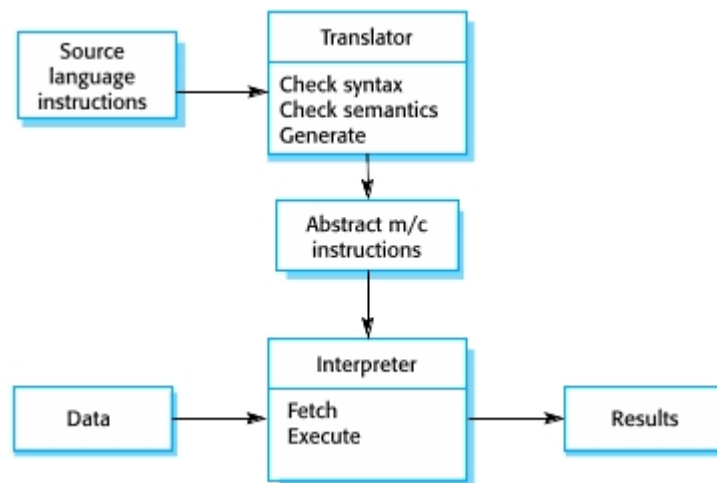 Source
language
instructions
Translator
Check syntax
Check semantics
Generate
Abstract m/c
instructions
Interpreter
Fetch
Execute
Data
Results